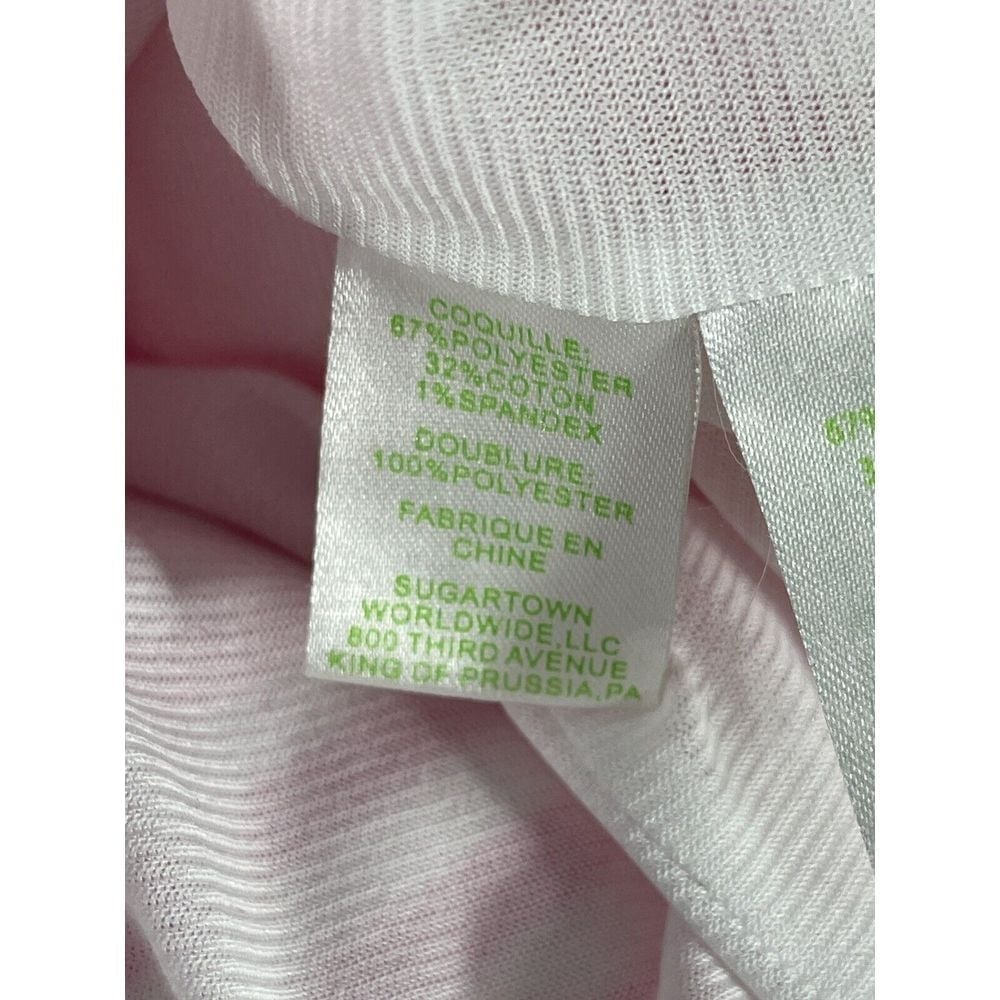 COQUILLE:
67%POLYESTER
32%COTON
1%SPANDEX
DOUBLURE:
100%POLYESTER
FABRIQUE EN
CHINE
SUGARTOWN
WORLDWIDE,LLC
800 THIRD AVENUE
KING OF PRUSSIA,PA
67%